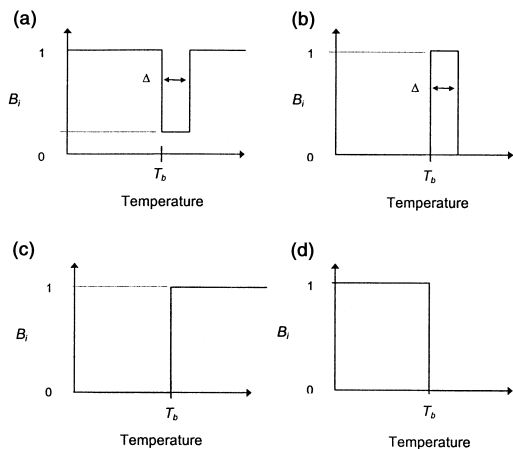 (a)
1
Δ
B_i
0
T_b
Temperature
(b)
1
Δ
B_i
0
T_b
Temperature
(c)
1
B_i
0
T_b
Temperature
(d)
1
B_i
0
T_b
Temperature